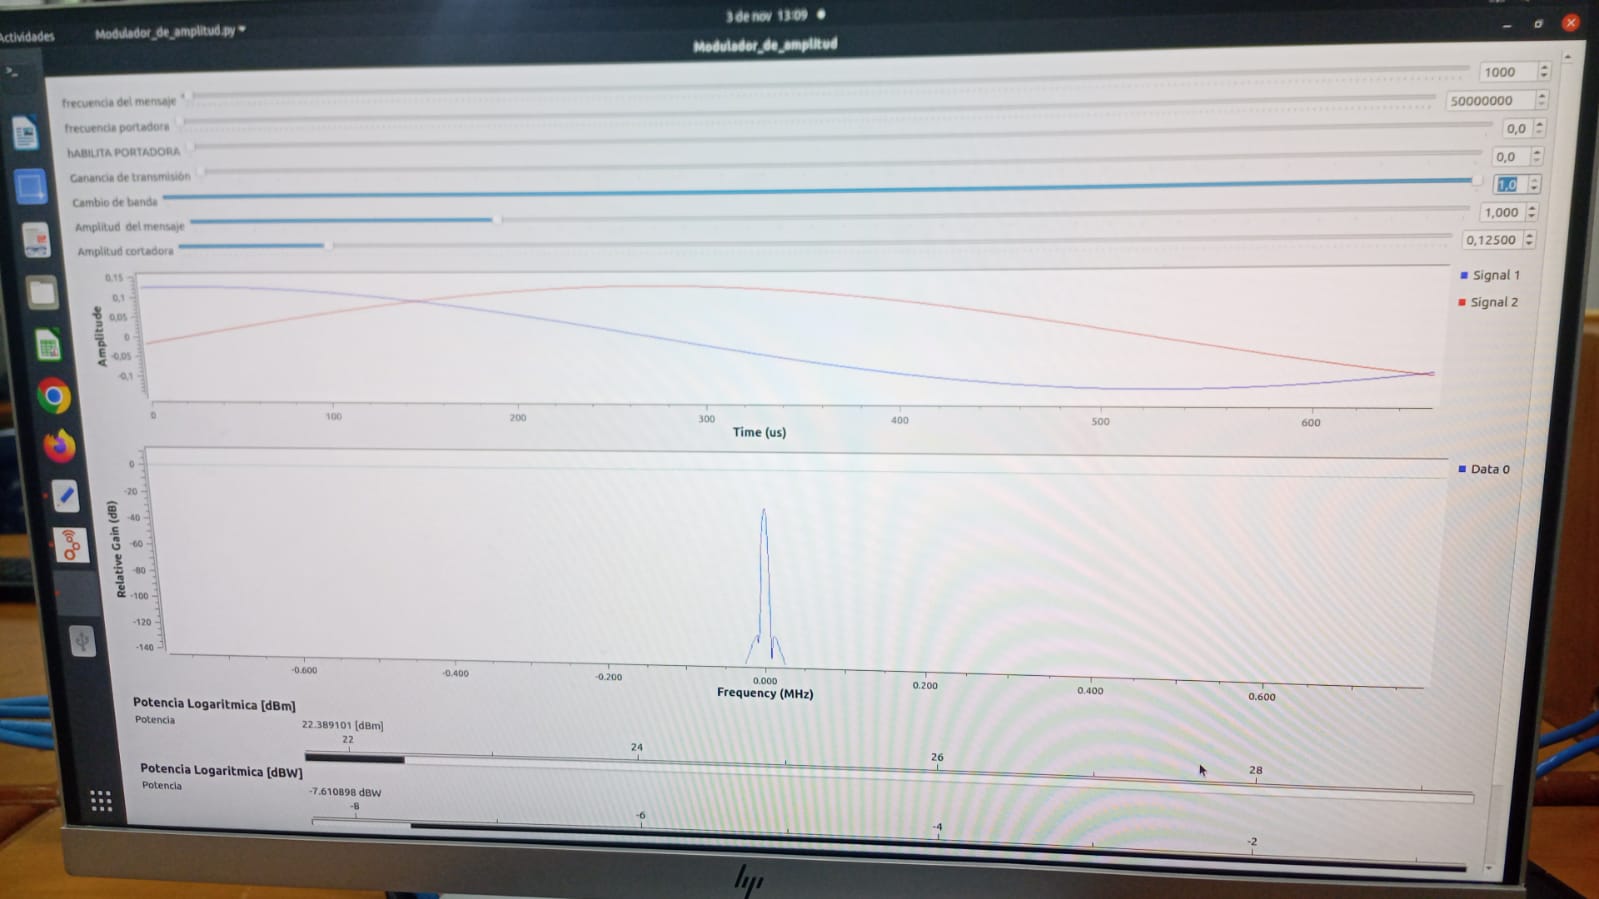 3 de nov 13:09
Actividades
Modulador_de_amplitud.py
Modulador_de_amplitud
frecuencia del mensaje
1000
frecuencia portadora
50000000
hABILITA PORTADORA
0,0
Ganancia de transmisión
0,0
Cambio de banda
1,0
Amplitud del mensaje
1,000
Amplitud cortadora
0,12500
Amplitude
0,15
0,1
0,05
0
-0,05
-0,1
0 100 200 300 400 500 600
Time (us)
Signal 1
Signal 2
Relative Gain (dB)
0
-20
-40
-60
-80
-100
-120
-140
-0.600 -0.400 -0.200 0.000 0.200 0.400 0.600
Frequency (MHz)
Data 0
Potencia Logaritmica [dBm]
Potencia
22.389101 [dBm]
22 24 26 28
Potencia Logaritmica [dBW]
Potencia
-7.610898 dBW
-8 -6 -4 -2
hp